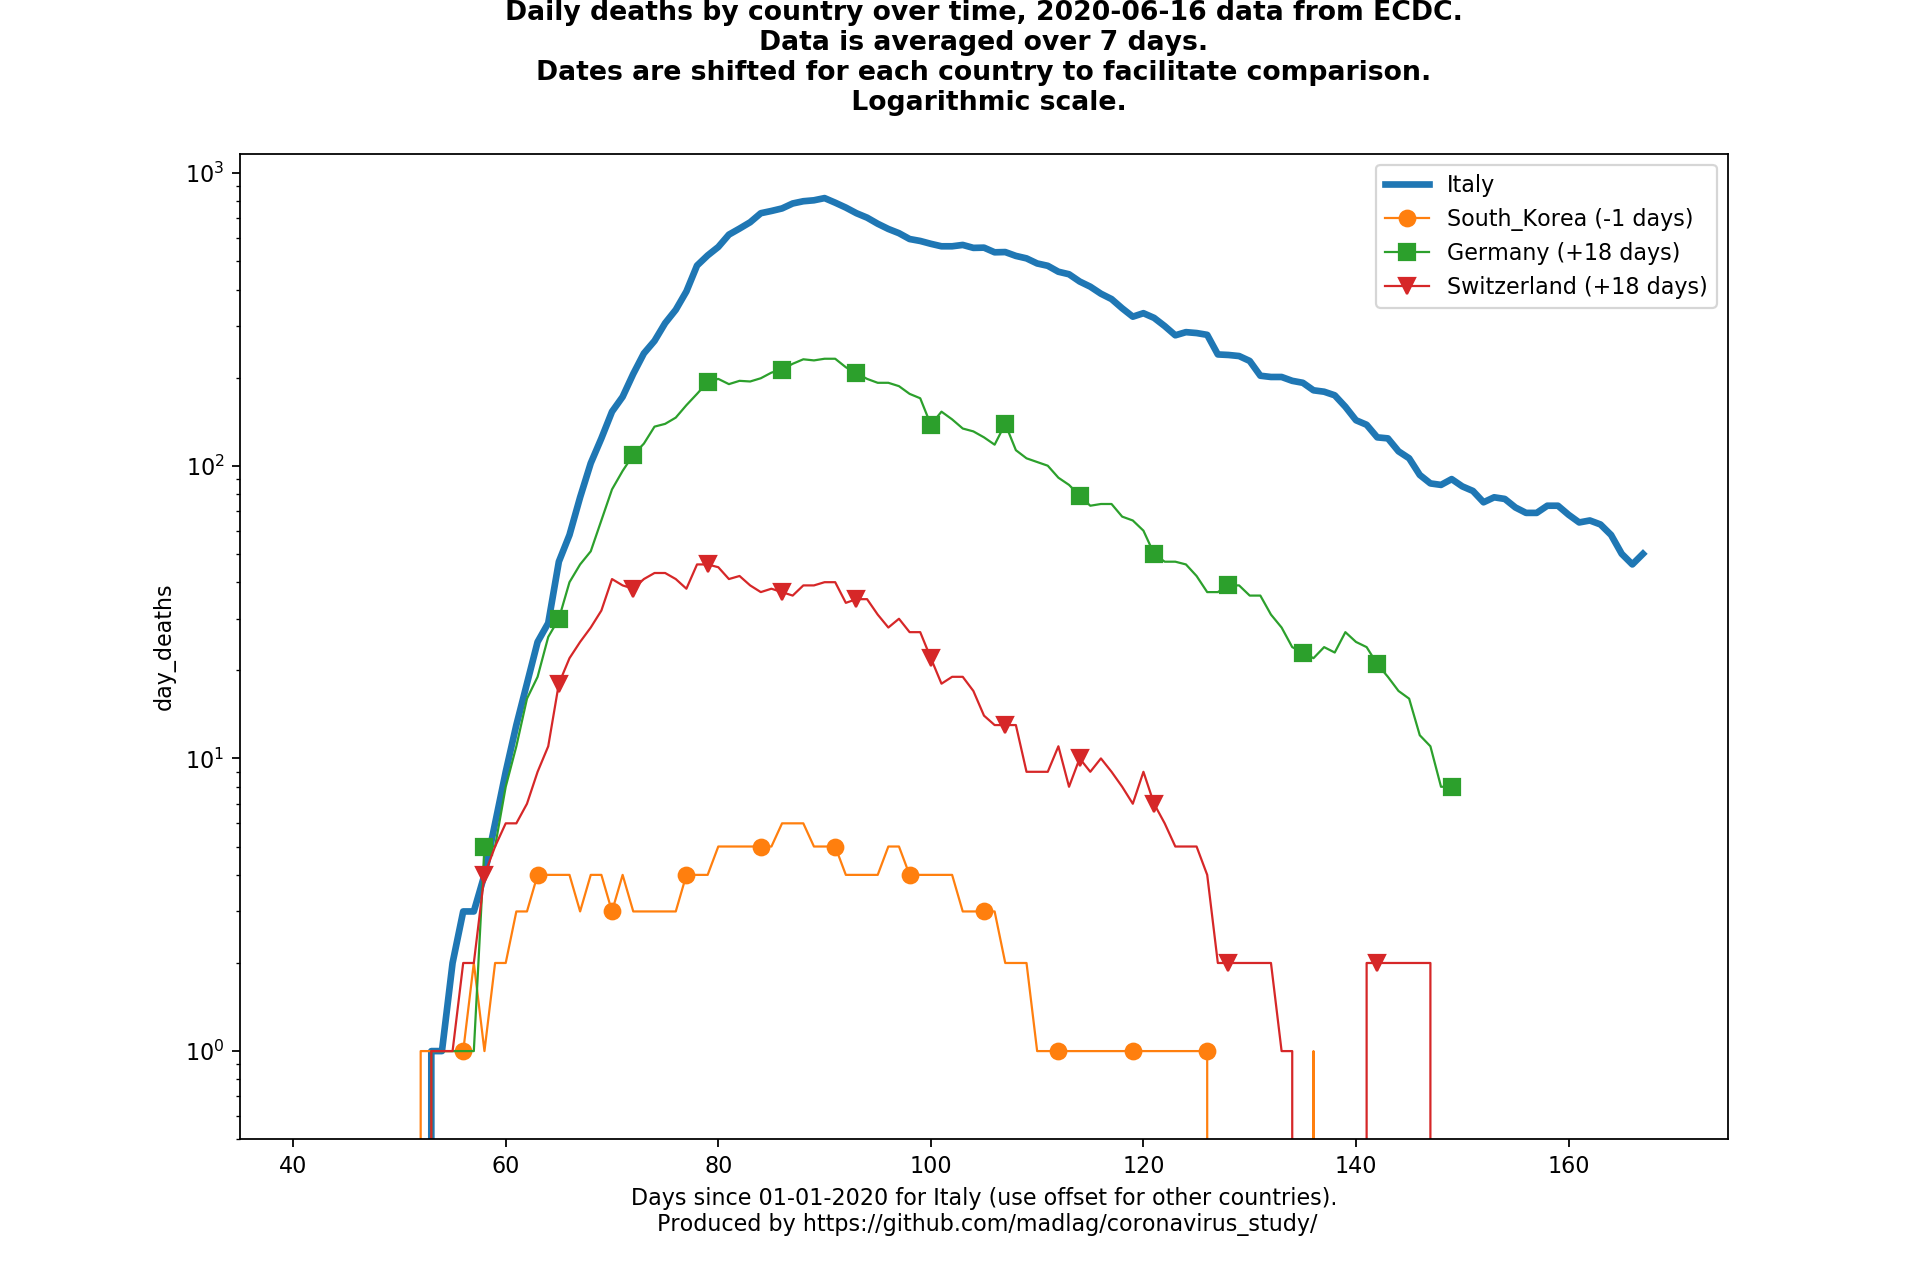 Daily deaths by country over time, 2020-06-16 data from ECDC.
Data is averaged over 7 days.
Dates are shifted for each country to facilitate comparison.
Logarithmic scale.
10³
10²
10¹
10⁰
day_deaths
Italy
South_Korea (-1 days)
Germany (+18 days)
Switzerland (+18 days)
40 60 80 100 120 140 160
Days since 01-01-2020 for Italy (use offset for other countries).
Produced by https://github.com/madlag/coronavirus_study/